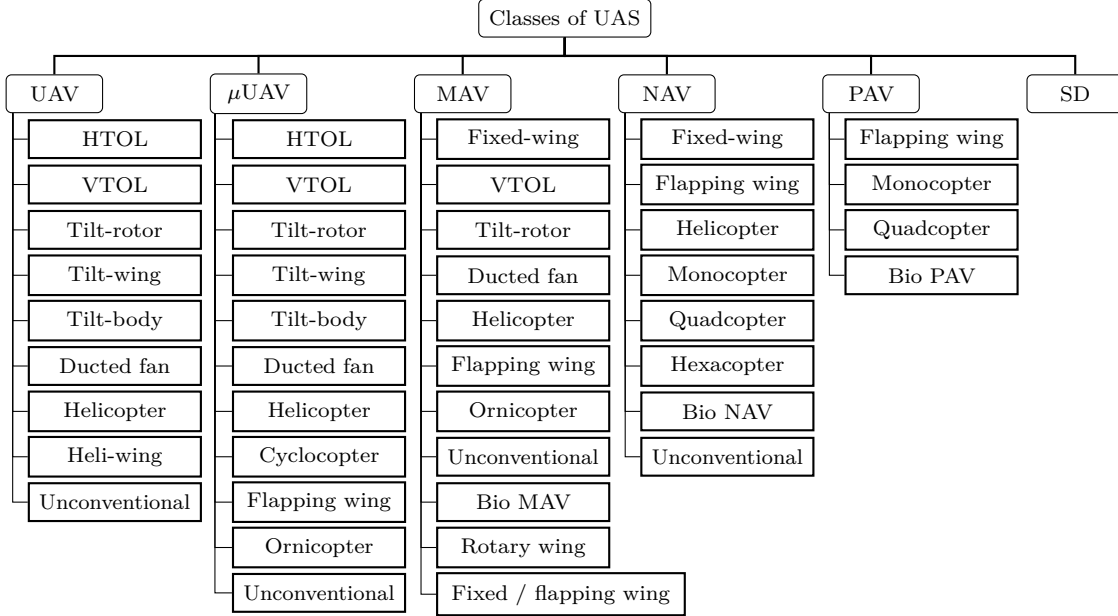 Classes of UAS
UAV
HTOL
VTOL
Tilt-rotor
Tilt-wing
Tilt-body
Ducted fan
Helicopter
Heli-wing
Unconventional
μUAV
HTOL
VTOL
Tilt-rotor
Tilt-wing
Tilt-body
Ducted fan
Helicopter
Cyclocopter
Flapping wing
Ornicopter
Unconventional
MAV
Fixed-wing
VTOL
Tilt-rotor
Ducted fan
Helicopter
Flapping wing
Ornicopter
Unconventional
Bio MAV
Rotary wing
Fixed / flapping wing
NAV
Fixed-wing
Flapping wing
Helicopter
Monocopter
Quadcopter
Hexacopter
Bio NAV
Unconventional
PAV
Flapping wing
Monocopter
Quadcopter
Bio PAV
SD